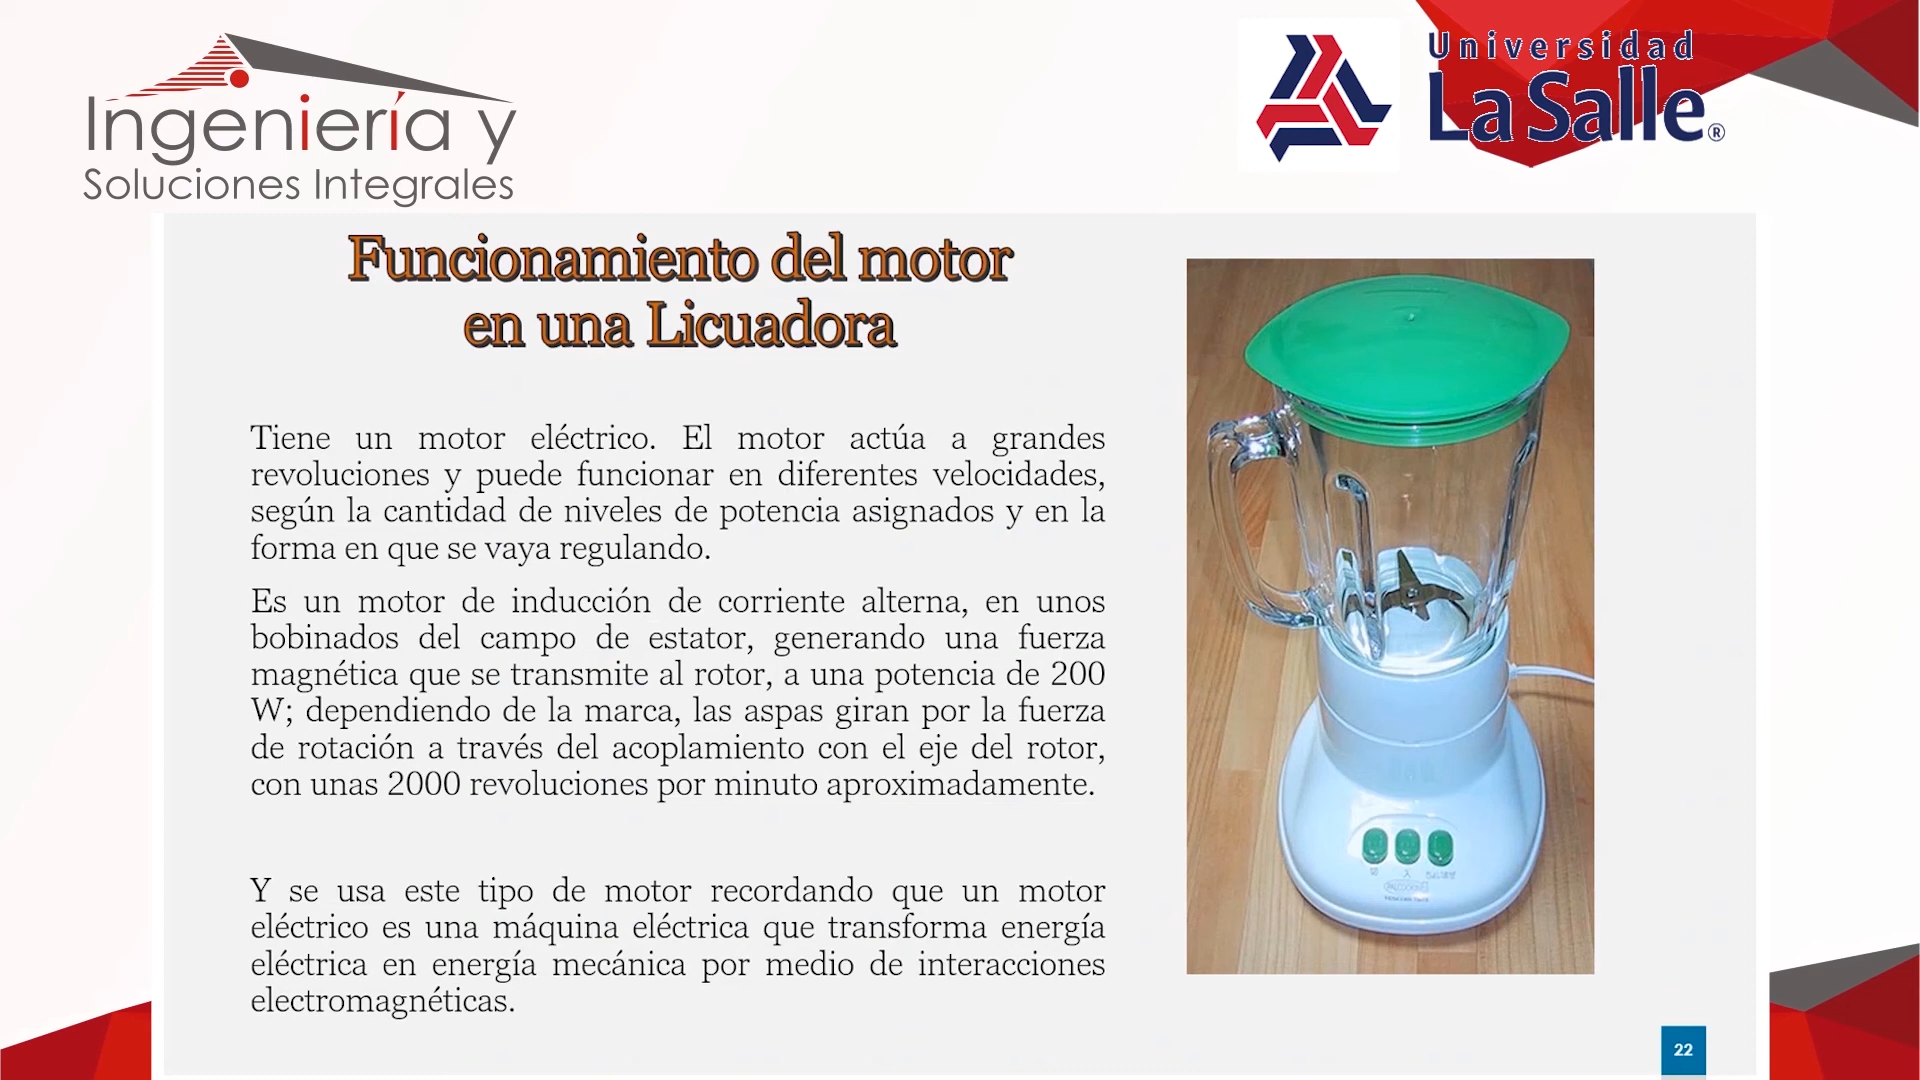 Ingeniería y
Soluciones Integrales
Universidad
La Salle®
Funcionamiento del motor
en una Licuadora
Tiene un motor eléctrico. El motor actúa a grandes
revoluciones y puede funcionar en diferentes velocidades,
según la cantidad de niveles de potencia asignados y en la
forma en que se vaya regulando.
Es un motor de inducción de corriente alterna, en unos
bobinados del campo de estator, generando una fuerza
magnética que se transmite al rotor, a una potencia de 200
W; dependiendo de la marca, las aspas giran por la fuerza
de rotación a través del acoplamiento con el eje del rotor,
con unas 2000 revoluciones por minuto aproximadamente.
Y se usa este tipo de motor recordando que un motor
eléctrico es una máquina eléctrica que transforma energía
eléctrica en energía mecánica por medio de interacciones
electromagnéticas.
22